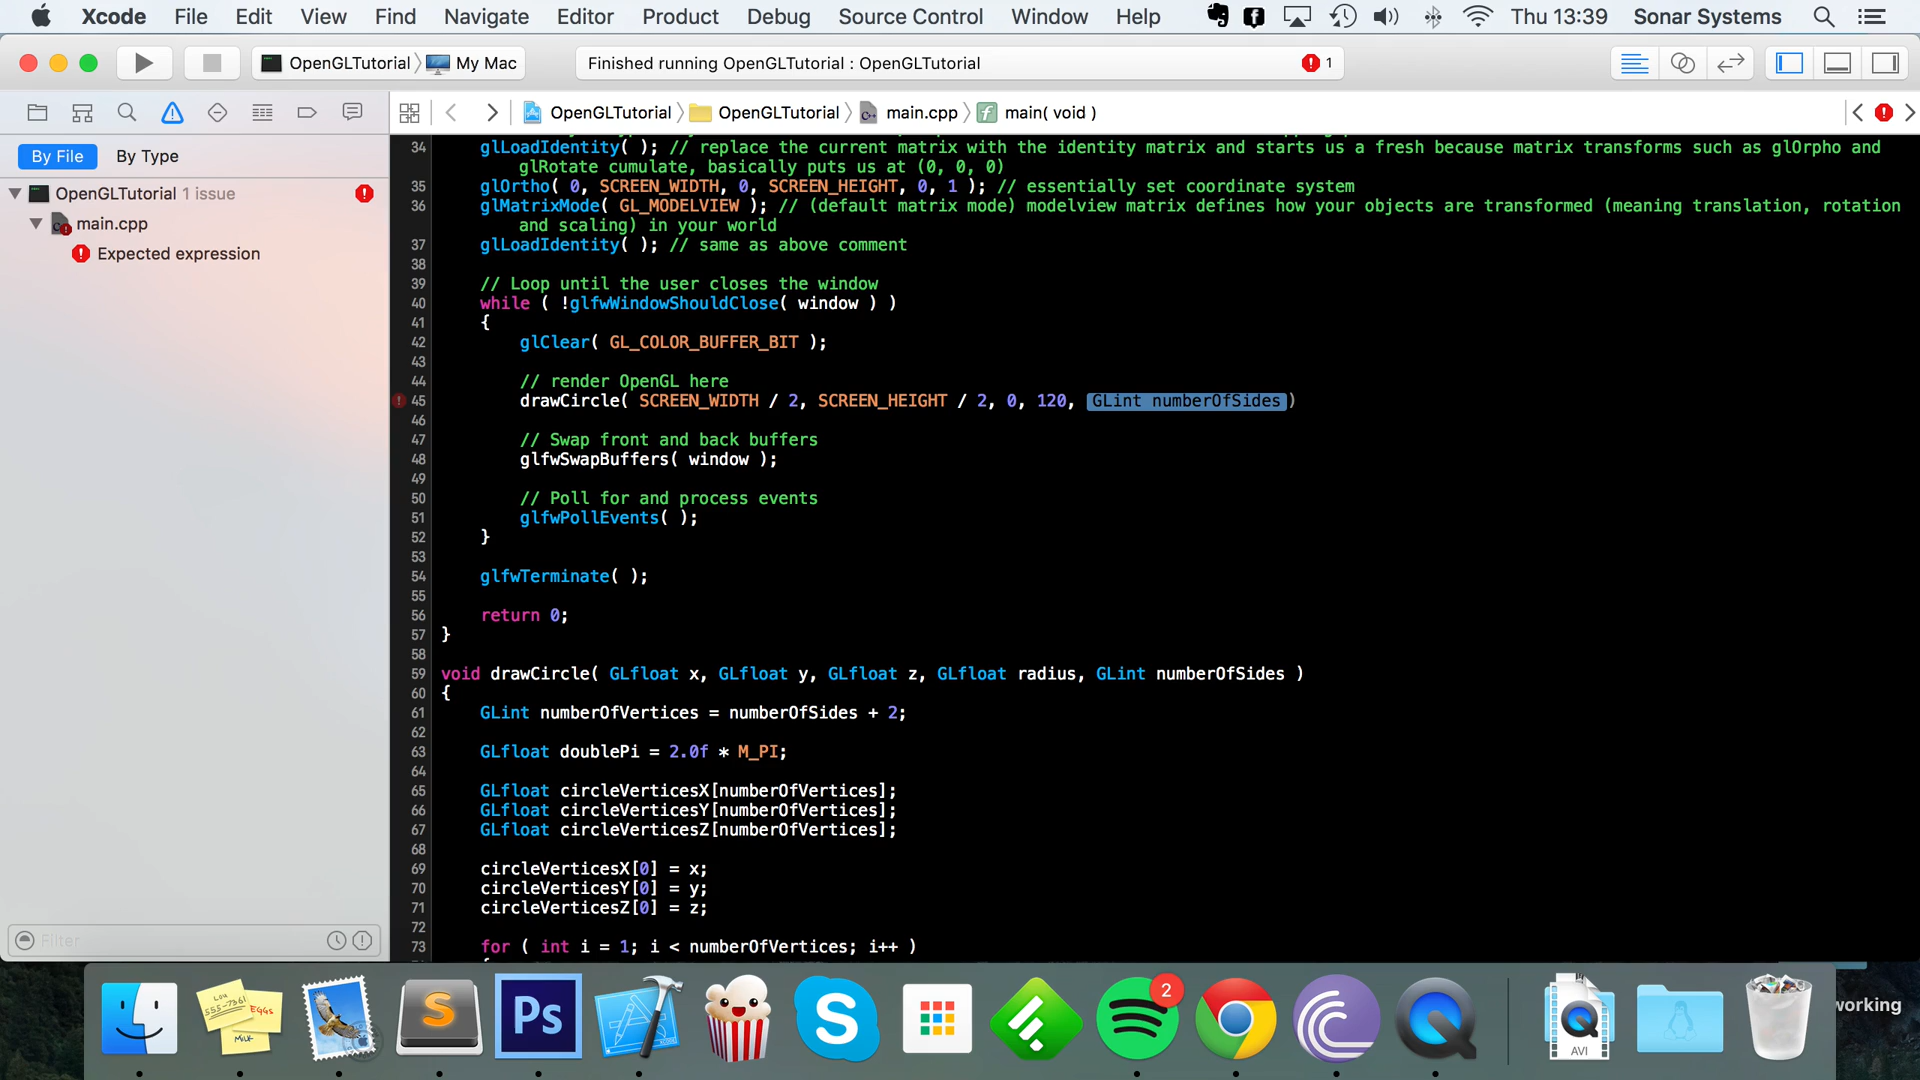 Xcode File Edit View Find Navigate Editor Product Debug Source Control Window Help Thu 13:39 Sonar Systems
OpenGLTutorial My Mac Finished running OpenGLTutorial : OpenGLTutorial 1
OpenGLTutorial OpenGLTutorial main.cpp main( void )
By File By Type
OpenGLTutorial 1 issue
main.cpp
Expected expression
Filter
34 glLoadIdentity( ); // replace the current matrix with the identity matrix and starts us a fresh because matrix transforms such as glOrpho and
glRotate cumulate, basically puts us at (0, 0, 0)
35 glOrtho( 0, SCREEN_WIDTH, 0, SCREEN_HEIGHT, 0, 1 ); // essentially set coordinate system
36 glMatrixMode( GL_MODELVIEW ); // (default matrix mode) modelview matrix defines how your objects are transformed (meaning translation, rotation
and scaling) in your world
37 glLoadIdentity( ); // same as above comment
38
39 // Loop until the user closes the window
40 while ( !glfwWindowShouldClose( window ) )
41 {
42 glClear( GL_COLOR_BUFFER_BIT );
43
44 // render OpenGL here
45 drawCircle( SCREEN_WIDTH / 2, SCREEN_HEIGHT / 2, 0, 120, GLint numberOfSides)
46
47 // Swap front and back buffers
48 glfwSwapBuffers( window );
49
50 // Poll for and process events
51 glfwPollEvents( );
52 }
53
54 glfwTerminate( );
55
56 return 0;
57 }
58
59 void drawCircle( GLfloat x, GLfloat y, GLfloat z, GLfloat radius, GLint numberOfSides )
60 {
61 GLint numberOfVertices = numberOfSides + 2;
62
63 GLfloat doublePi = 2.0f * M_PI;
64
65 GLfloat circleVerticesX[numberOfVertices];
66 GLfloat circleVerticesY[numberOfVertices];
67 GLfloat circleVerticesZ[numberOfVertices];
68
69 circleVerticesX[0] = x;
70 circleVerticesY[0] = y;
71 circleVerticesZ[0] = z;
72
73 for ( int i = 1; i < numberOfVertices; i++ )
LOU
555-7361
EGGS
MILK
S
Ps
S
2
AVI
working